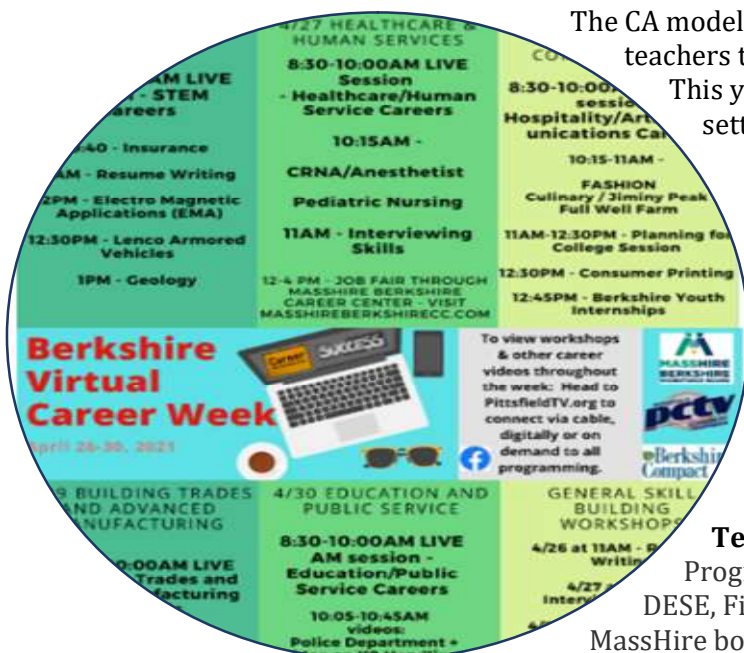 The CA model
teachers t
This y
sett
AM LIVE
- STEM
areers
:40 - Insurance
AM - Resume Writing
2PM - Electro Magnetic
Applications (EMA)
12:30PM - Lenco Armored
Vehicles
1PM - Geology
4/27 HEALTHCARE &
HUMAN SERVICES
8:30-10:00AM LIVE
Session
- Healthcare/Human
Service Careers
10:15AM -
CRNA/Anesthetist
Pediatric Nursing
11AM - Interviewing
Skills
12-4 PM - JOB FAIR THROUGH
MASSHIRE BERKSHIRE
CAREER CENTER - VISIT
MASSHIREBERKSHIRECC.COM
8:30-10:00
sessio
Hospitality/Art
unications Ca
10:15-11AM -
FASHION
Culinary / Jiminy Peak
Full Well Farm
11AM-12:30PM - Planning for
College Session
12:30PM - Consumer Printing
12:45PM - Berkshire Youth
Internships
Berkshire
Virtual
Career Week
April 26-30, 2021
Career SUCCESS
To view workshops
& other career
videos throughout
the week: Head to
PittsfieldTV.org to
connect via cable,
digitally or on
demand to all
programming.
MASSHIRE
BERKSHIRE
pctv
Berkshi
Compact
9 BUILDING TRADES
ND ADVANCED
ANUFACTURING
0:00AM LIVE
Trades and
facturing
4/30 EDUCATION AND
PUBLIC SERVICE
8:30-10:00AM LIVE
AM session -
Education/Public
Service Careers
10:05-10:45AM
videos:
Police Department +
GENERAL SKILL
BUILDING
WORKSHOPS
4/26 at 11AM - R
Writin
4/27
Interv
Te
Prog
DESE, Fi
MassHire bo